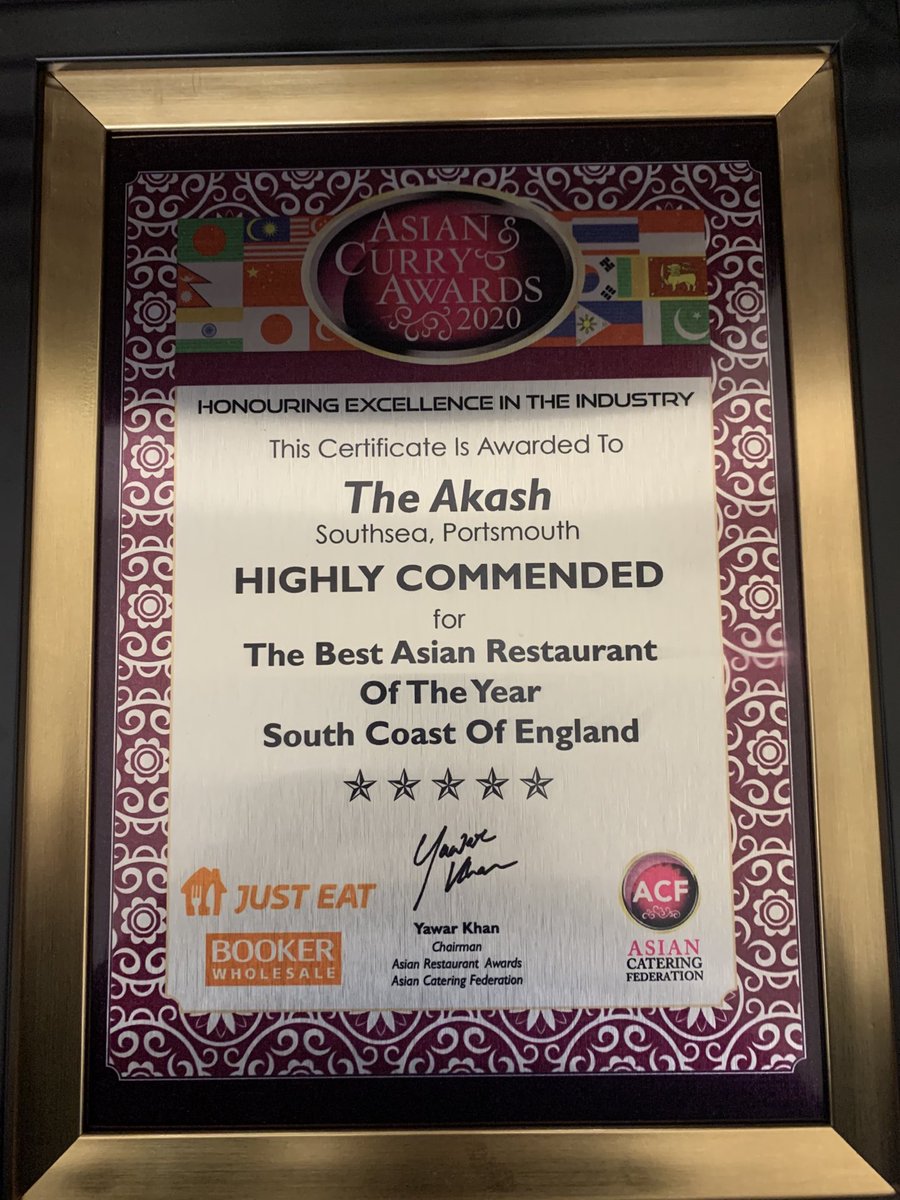 ASIAN &
CURRY &
AWARDS
2020
HONOURING EXCELLENCE IN THE INDUSTRY
This Certificate Is Awarded To
The Akash
Southsea, Portsmouth
HIGHLY COMMENDED
for
The Best Asian Restaurant
Of The Year
South Coast Of England
Yawar
Khan
JUST EAT
BOOKER
WHOLESALE
Yawar Khan
Chairman
Asian Restaurant Awards
Asian Catering Federation
ACF
ASIAN
CATERING
FEDERATION